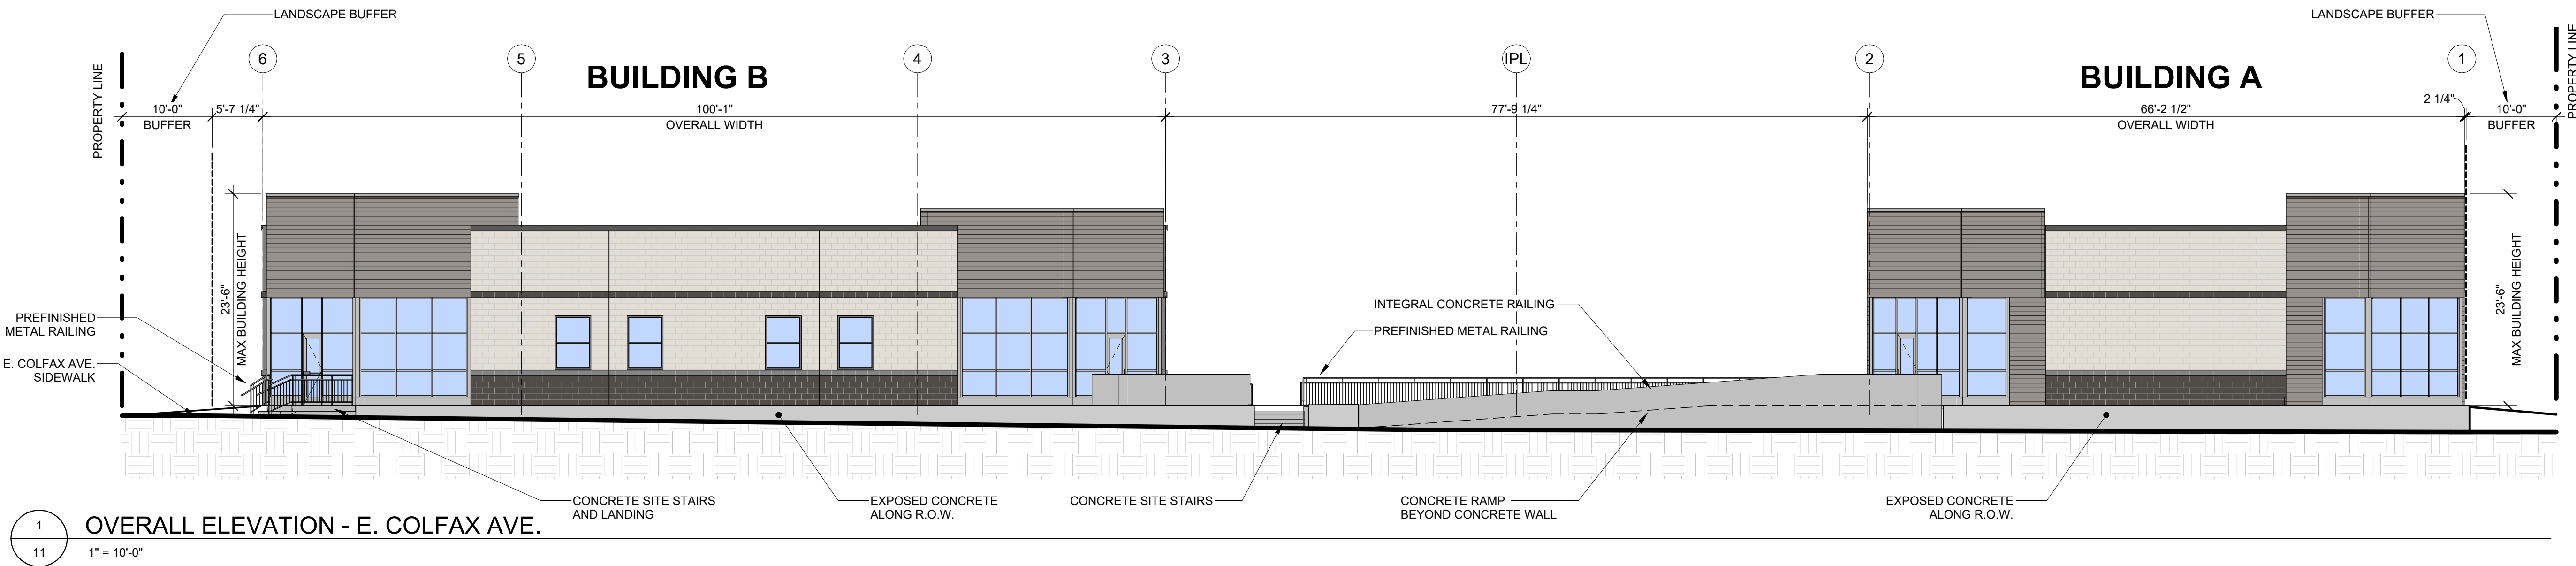 LANDSCAPE BUFFER
LANDSCAPE BUFFER
PROPERTY LINE
6
5
4
3
IPL
2
1
PROPERTY LINE
BUILDING B
BUILDING A
10'-0"
BUFFER
5'-7 1/4"
100'-1"
OVERALL WIDTH
77'-9 1/4"
66'-2 1/2"
OVERALL WIDTH
2 1/4"
10'-0"
BUFFER
23'-6"
MAX BUILDING HEIGHT
23'-6"
MAX BUILDING HEIGHT
PREFINISHED
METAL RAILING
E. COLFAX AVE.
SIDEWALK
INTEGRAL CONCRETE RAILING
PREFINISHED METAL RAILING
CONCRETE SITE STAIRS
AND LANDING
EXPOSED CONCRETE
ALONG R.O.W.
CONCRETE SITE STAIRS
CONCRETE RAMP
BEYOND CONCRETE WALL
EXPOSED CONCRETE
ALONG R.O.W.
1
11
OVERALL ELEVATION - E. COLFAX AVE.
1" = 10'-0"